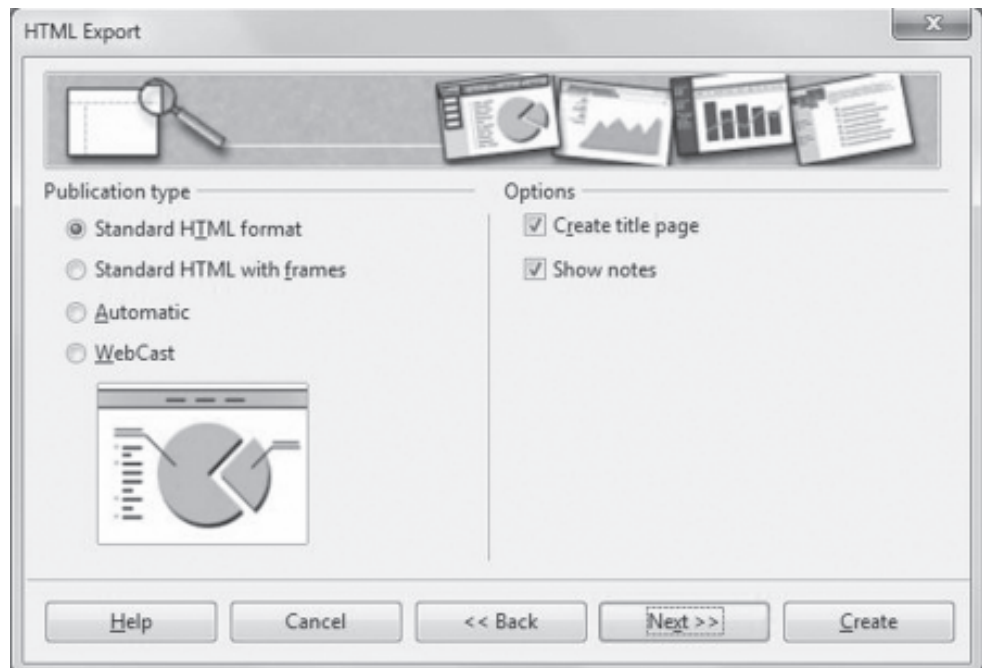 HTML Export
Publication type
Standard HTML format
Standard HTML with frames
Automatic
WebCast
Options
Create title page
Show notes
Help
Cancel
<< Back
Next >>
Create